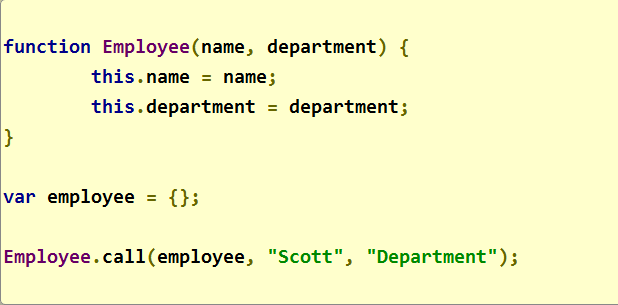 function Employee(name, department) {
        this.name = name;
        this.department = department;
}
var employee = {};
Employee.call(employee, "Scott", "Department");